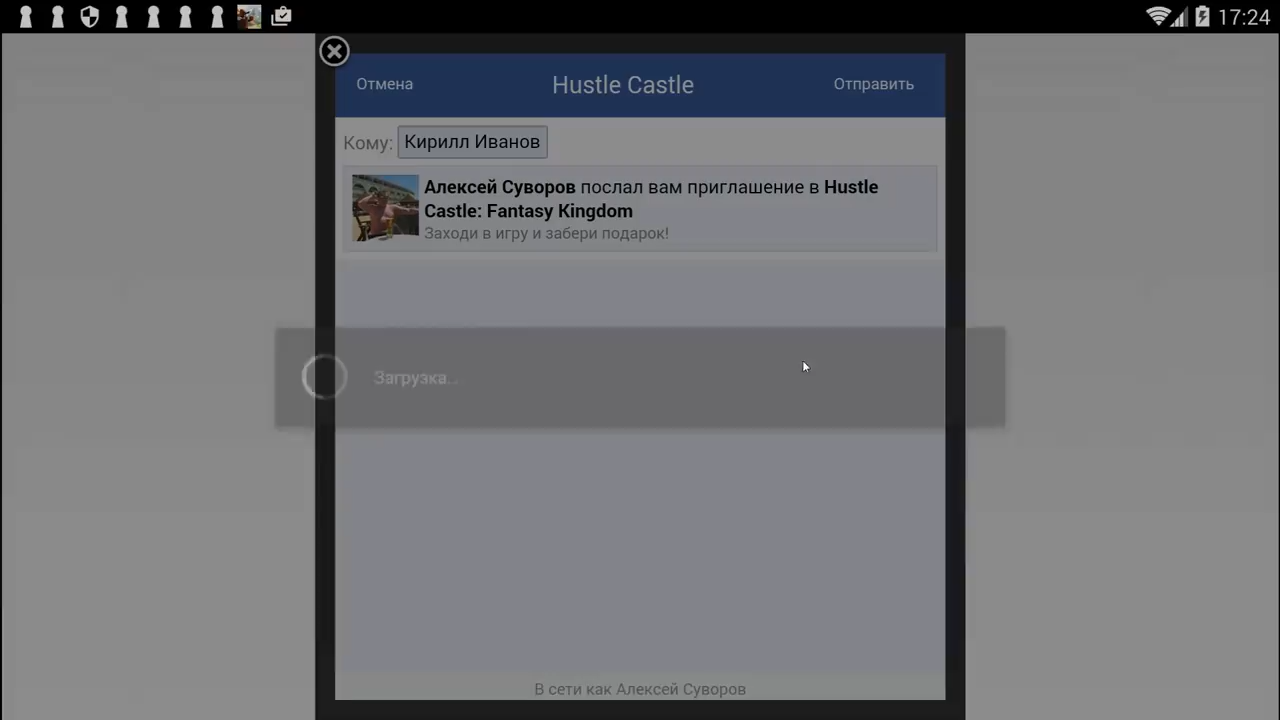 17:24
Отмена
Hustle Castle
Отправить
Кому: Кирилл Иванов
Алексей Суворов послал вам приглашение в Hustle
Castle: Fantasy Kingdom
Заходи в игру и забери подарок!
Загрузка..
В сети как Алексей Суворов